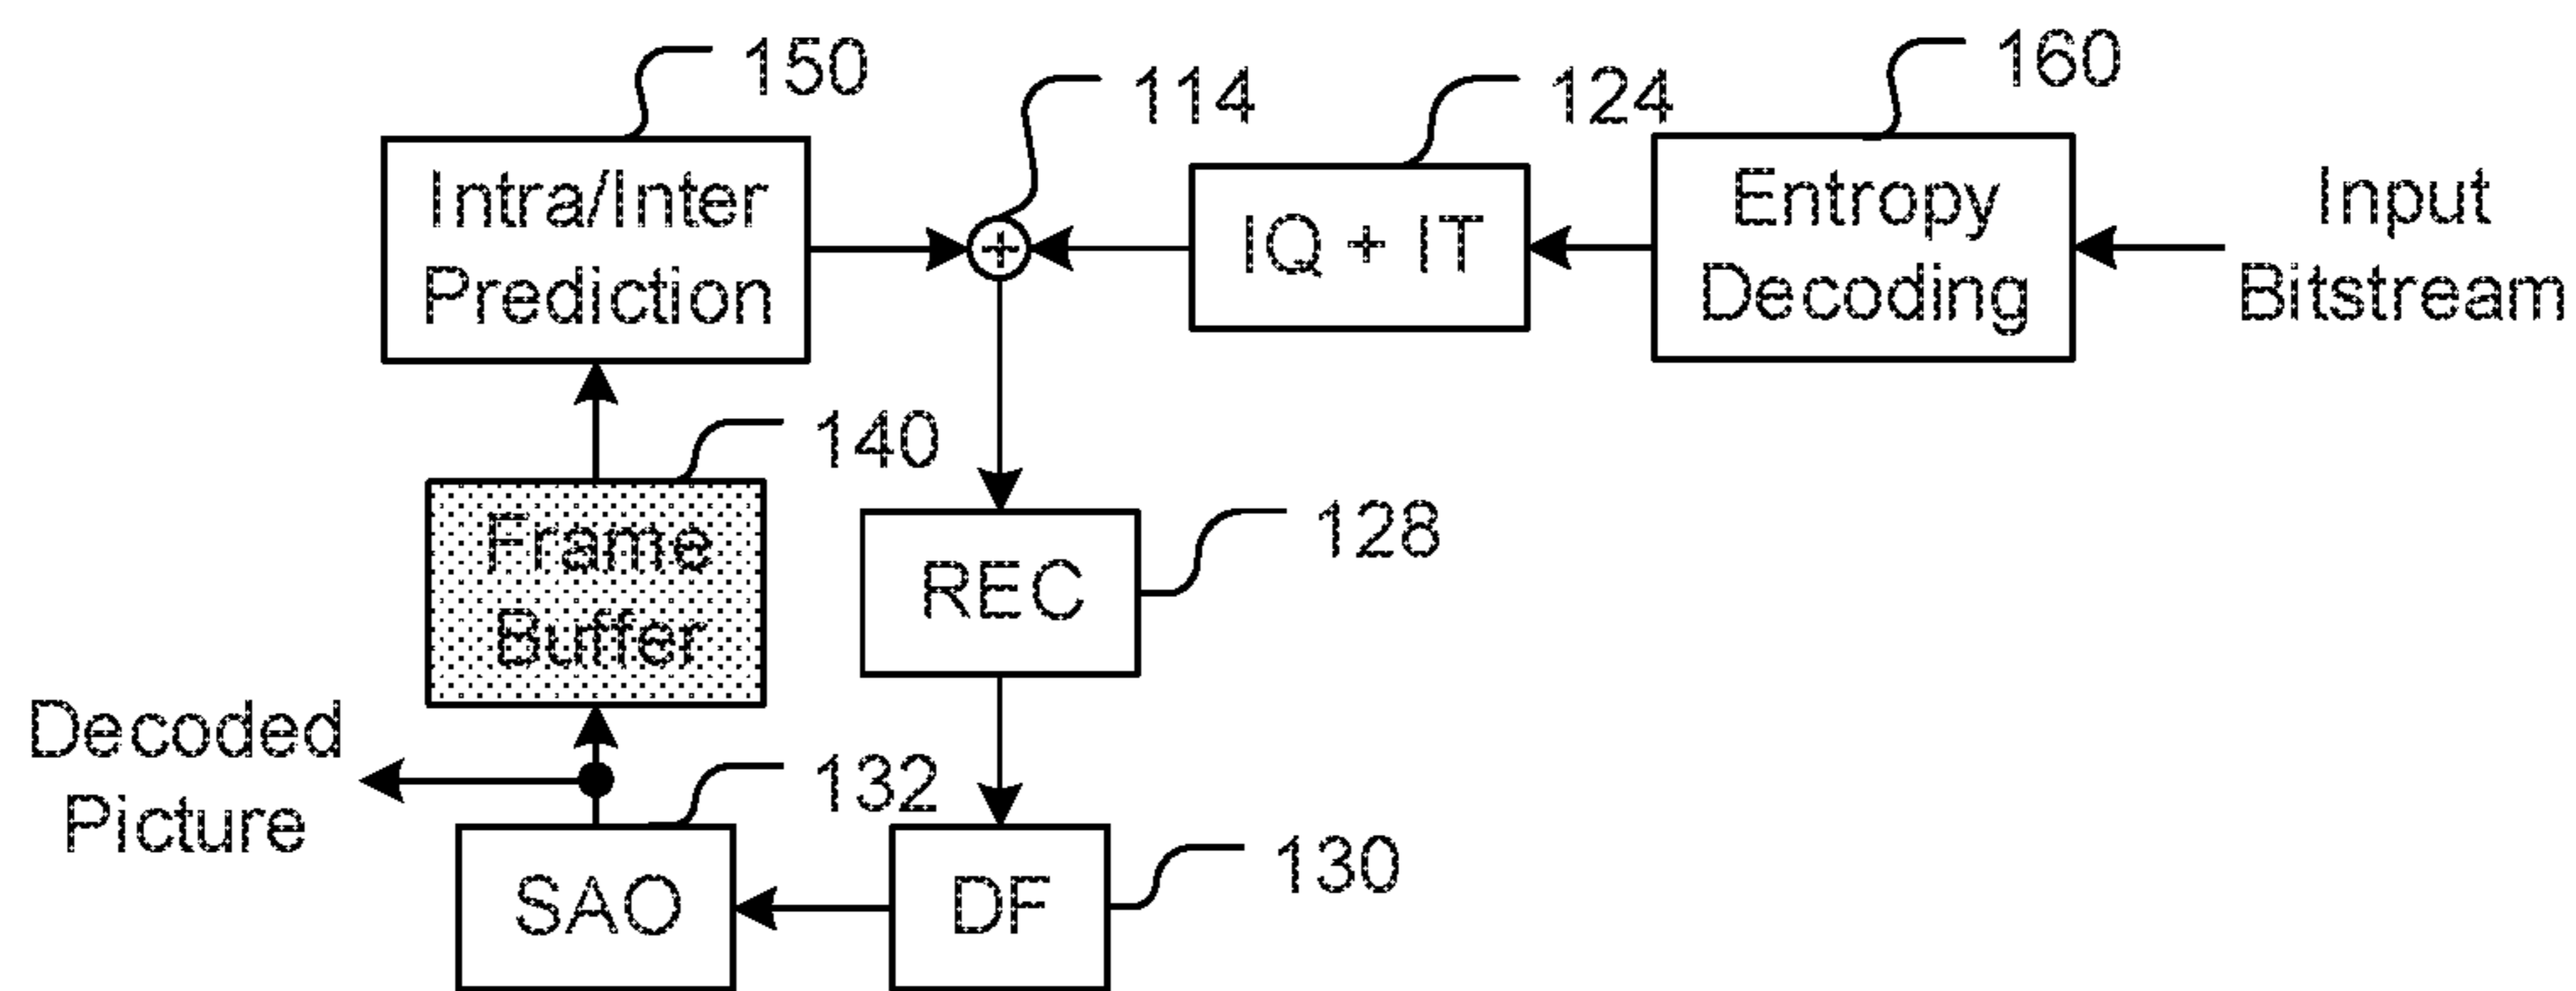 150
114
124
160
Intra/Inter
Prediction
+
IQ + IT
Entropy
Decoding
Input
Bitstream
140
Frame
Buffer
128
REC
Decoded
Picture
132
SAO
130
DF